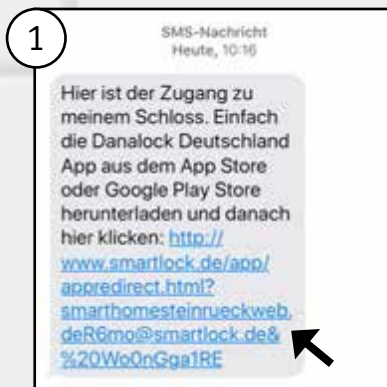 1
SMS-Nachricht
Heute, 10:16
Hier ist der Zugang zu
meinem Schloss. Einfach
die Danalock Deutschland
App aus dem App Store
oder Google Play Store
herunterladen und danach
hier klicken: http://
www.smartlock.de/app/
appredirect.html?
smarthomesteinrueckweb.
deR6mo@smartlock.de&
%20Wo0nGga1RE